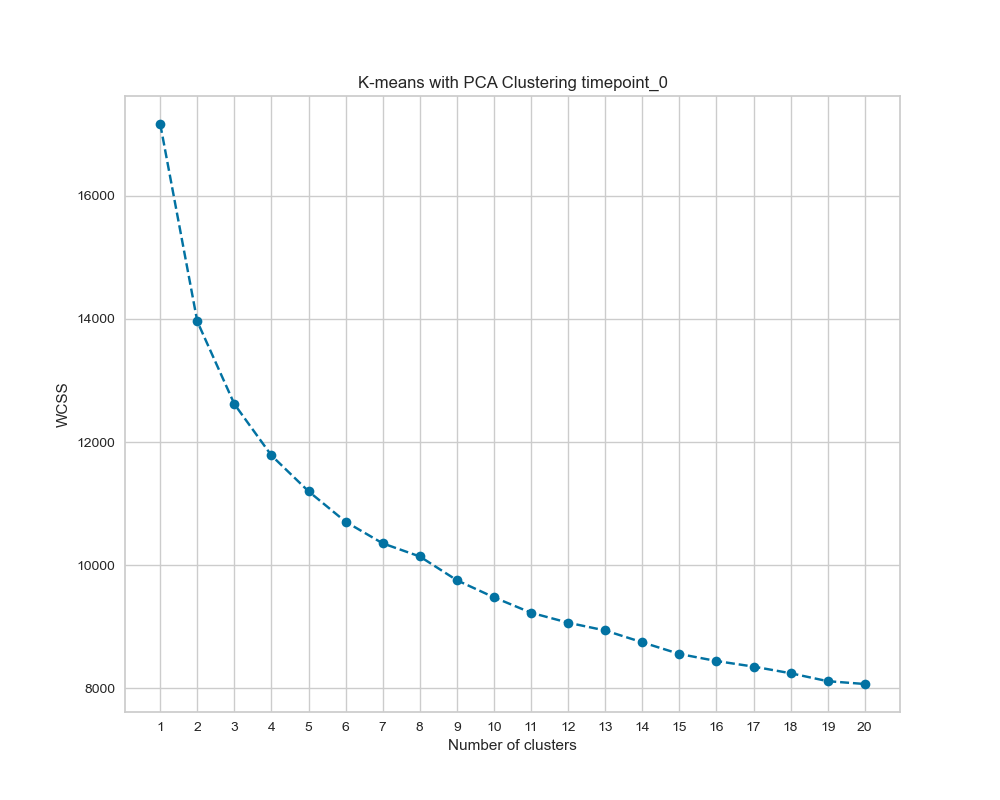 K-means with PCA Clustering timepoint_0
16000
14000
12000
10000
8000
WCSS
1 2 3 4 5 6 7 8 9 10 11 12 13 14 15 16 17 18 19 20
Number of clusters